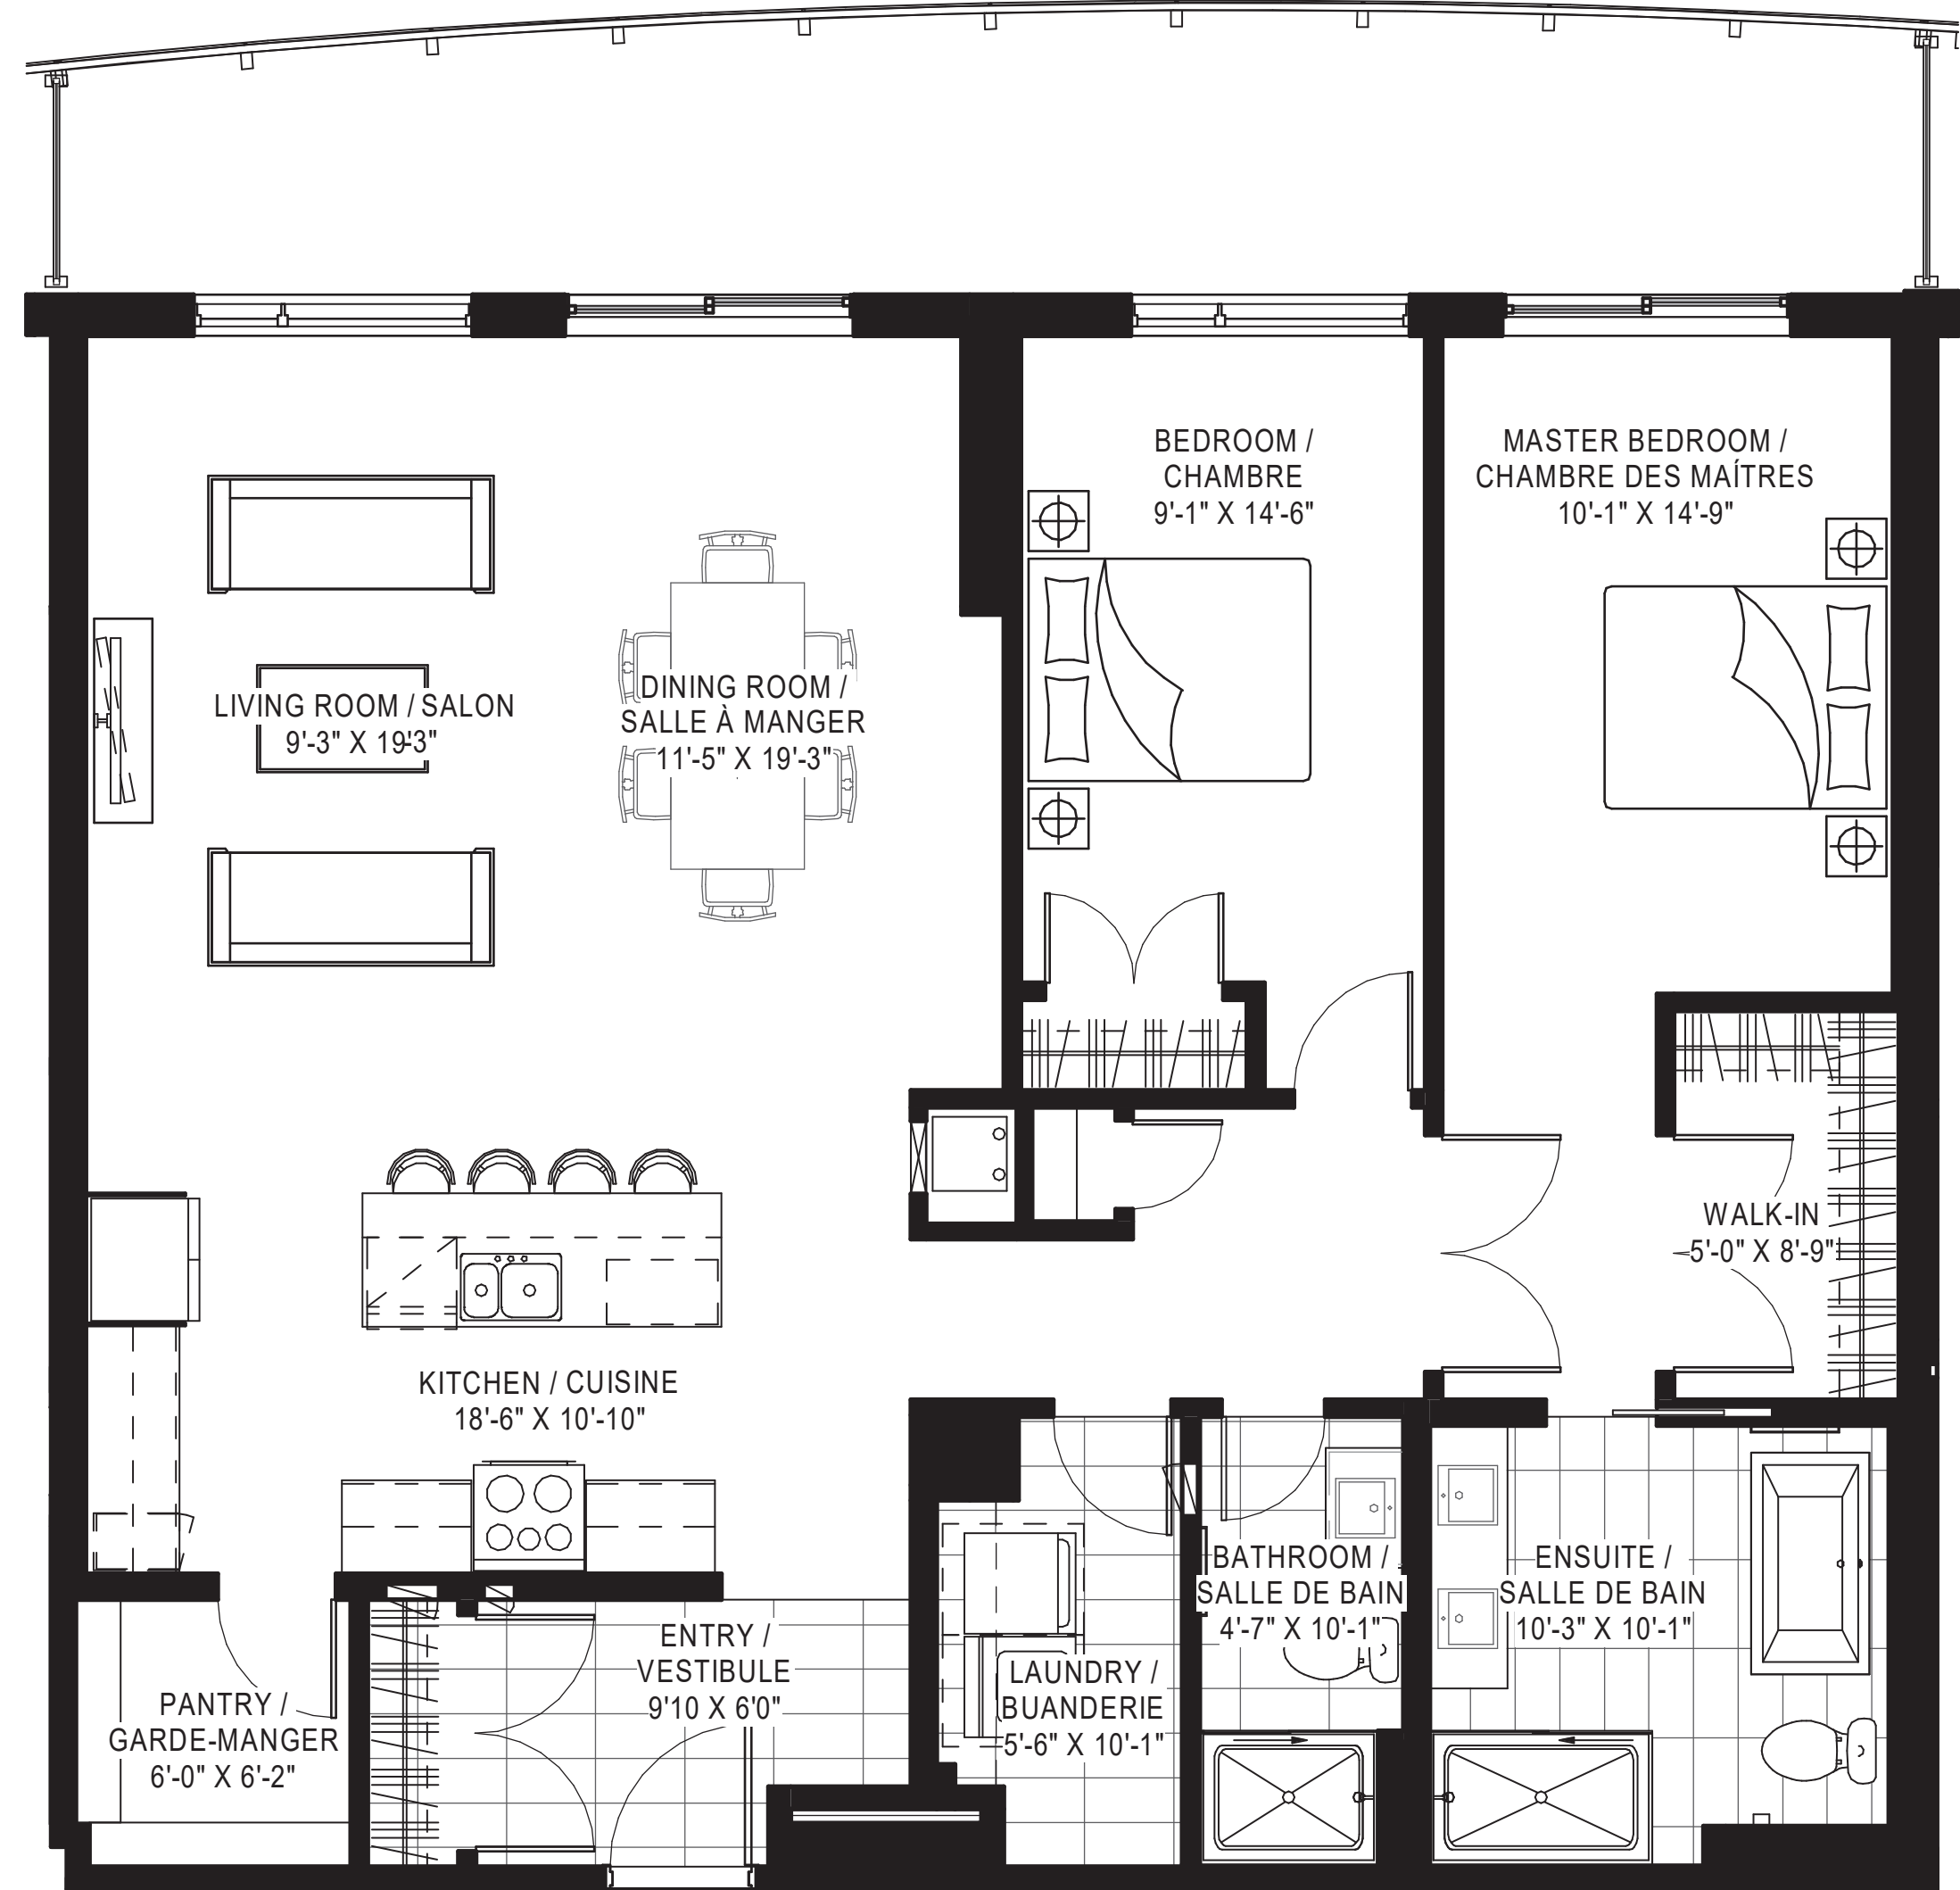 BEDROOM /
CHAMBRE
9'-1" X 14'-6"
MASTER BEDROOM /
CHAMBRE DES MAÍTRES
10'-1" X 14'-9"
LIVING ROOM / SALON
9'-3" X 19'-3"
DINING ROOM /
SALLE À MANGER
11'-5" X 19'-3"
WALK-IN
5'-0" X 8'-9"
KITCHEN / CUISINE
18'-6" X 10'-10"
PANTRY /
GARDE-MANGER
6'-0" X 6'-2"
ENTRY /
VESTIBULE
9'10 X 6'0"
LAUNDRY /
BUANDERIE
5'-6" X 10'-1"
BATHROOM /
SALLE DE BAIN
4'-7" X 10'-1"
ENSUITE /
SALLE DE BAIN
10'-3" X 10'-1"